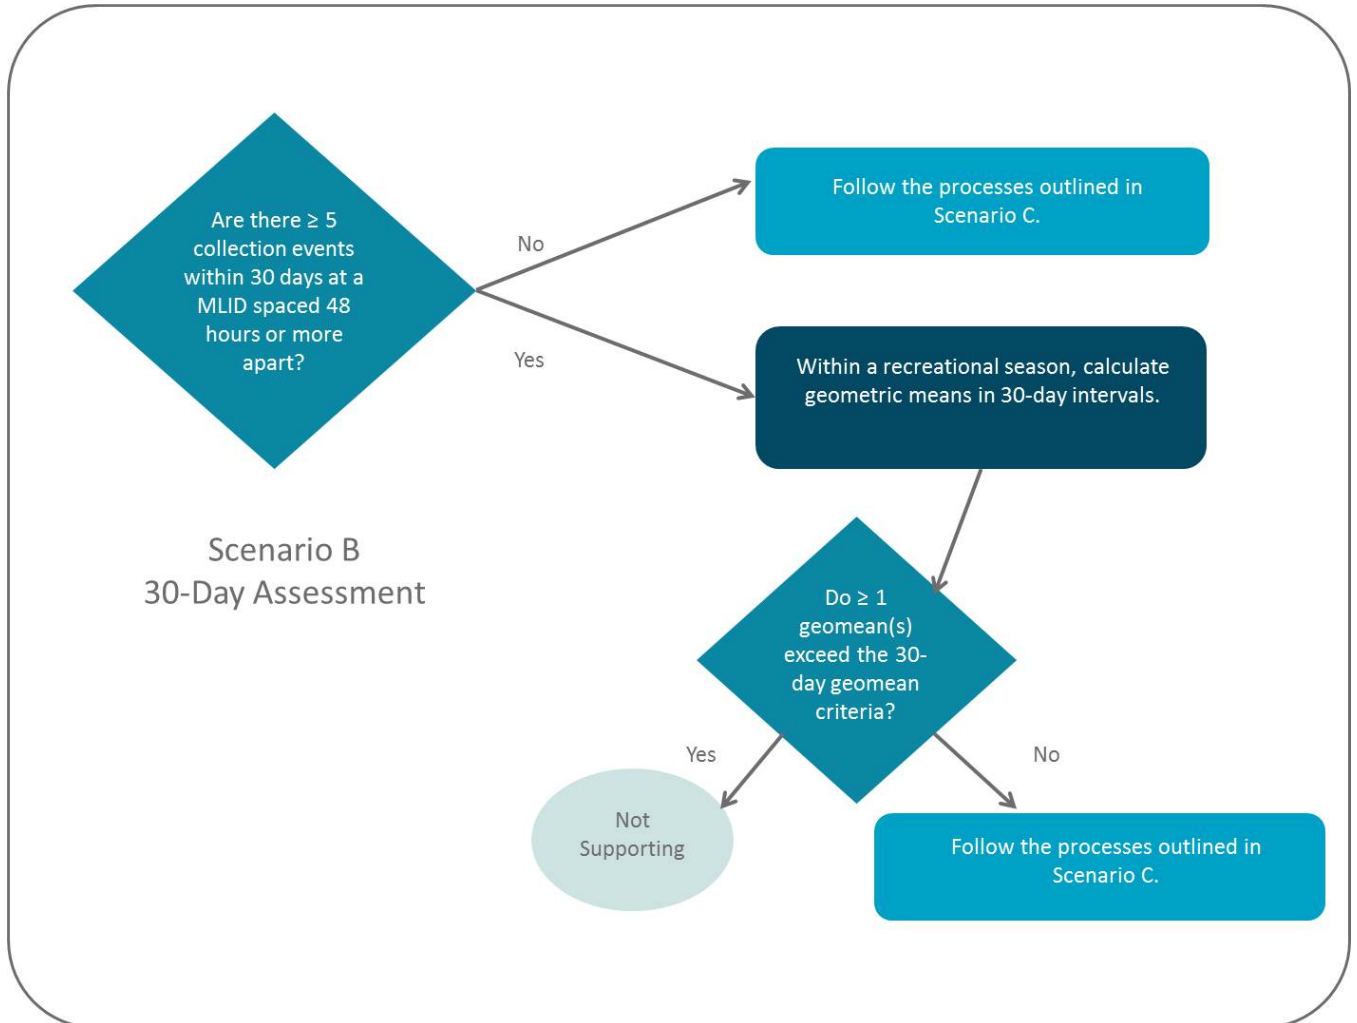 Are there ≥ 5
collection events
within 30 days at a
MLID spaced 48
hours or more
apart?
No
Follow the processes outlined in
Scenario C.
Yes
Within a recreational season, calculate
geometric means in 30-day intervals.
Scenario B
30-Day Assessment
Do ≥ 1
geomean(s)
exceed the 30-
day geomean
criteria?
Yes
No
Not
Supporting
Follow the processes outlined in
Scenario C.